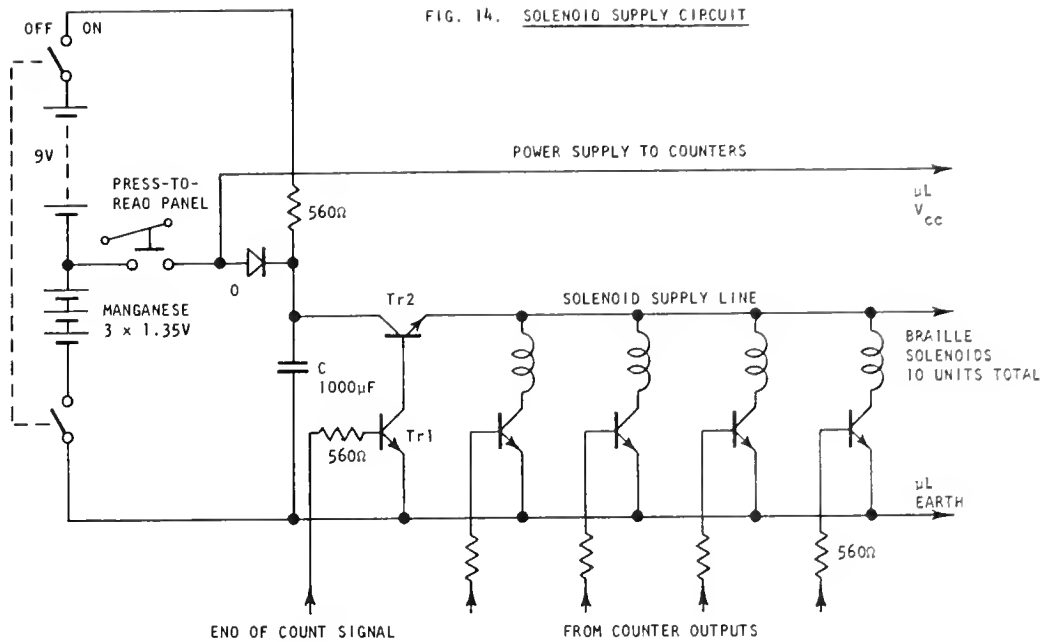 FIG. 14. SOLENOID SUPPLY CIRCUIT
OFF ON
9V
POWER SUPPLY TO COUNTERS
PRESS-TO-
READ PANEL
560Ω
µL
Vcc
0
MANGANESE
3 x 1.35V
Tr2
SOLENOID SUPPLY LINE
BRAILLE
SOLENOIDS
10 UNITS TOTAL
C
1000µF
Tr1
560Ω
µL
EARTH
560Ω
END OF COUNT SIGNAL
FROM COUNTER OUTPUTS